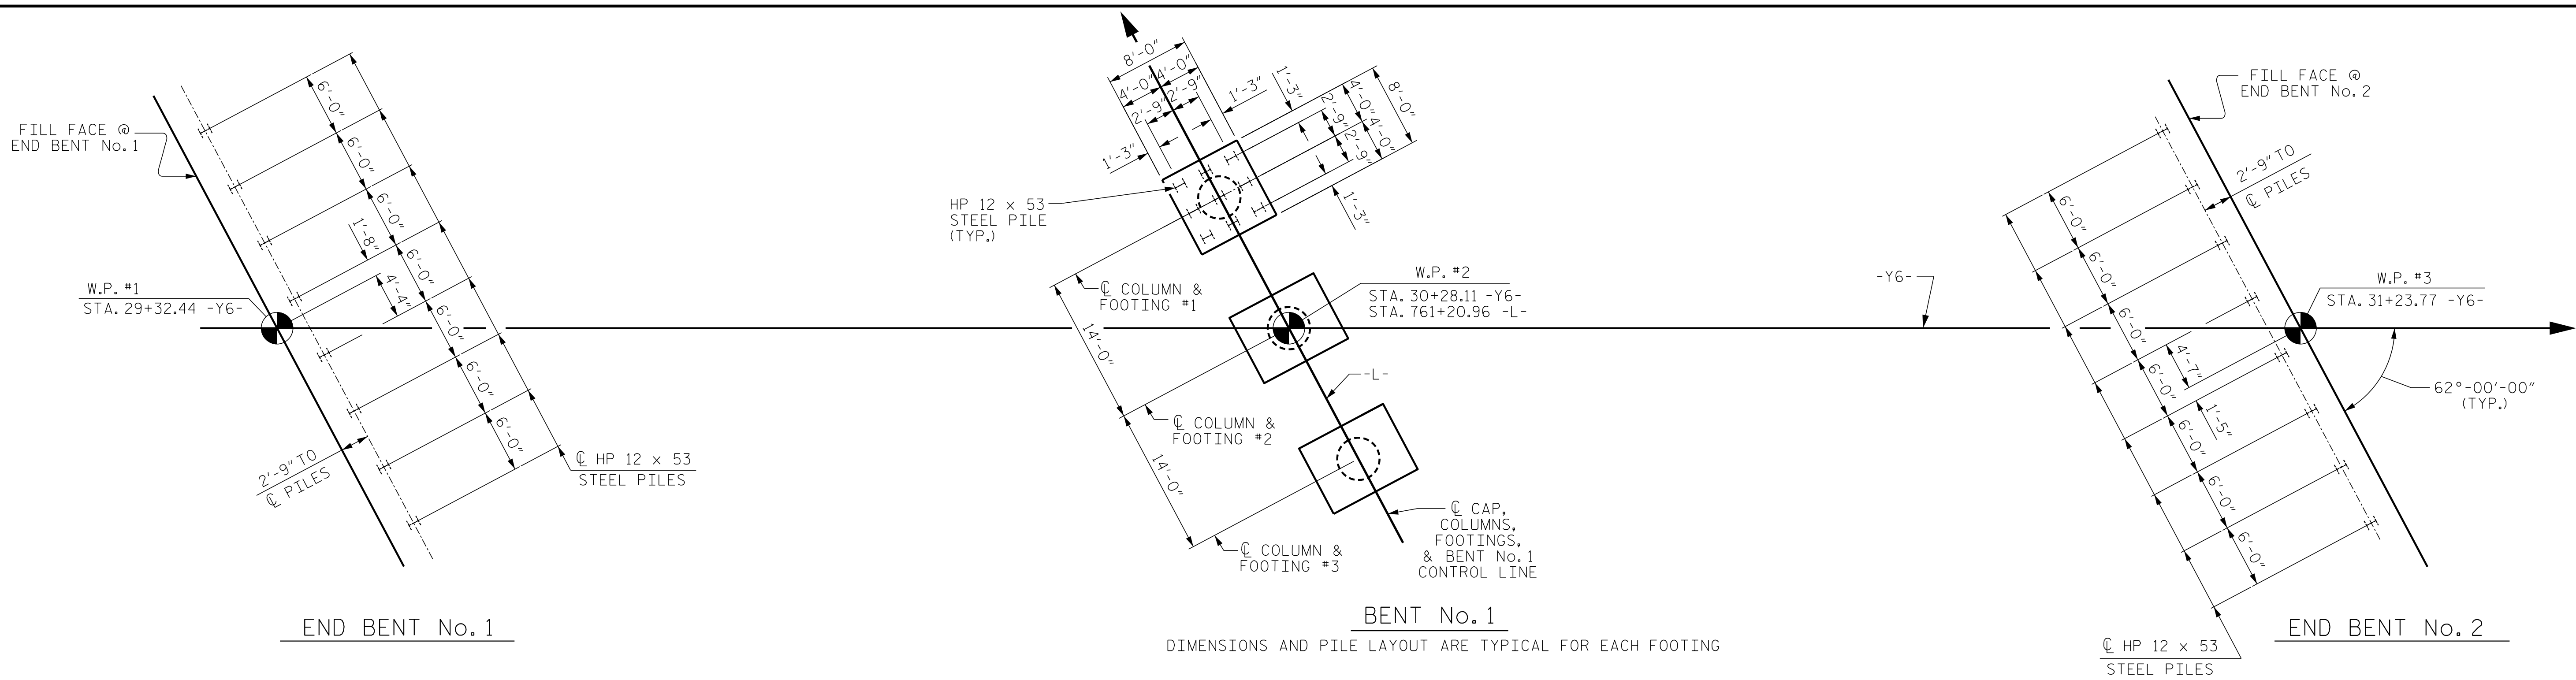 FILL FACE @
END BENT No. 1
W.P. #1
STA. 29+32.44 -Y6-
6'-0"
6'-0"
6'-0"
1'-8"
6'-0"
4'-4"
6'-0"
6'-0"
6'-0"
2'-9" TO
℄ PILES
℄ HP 12 x 53
STEEL PILES
END BENT No. 1
8'-0"
4'-0"
4'-0"
2'-9"
2'-9"
1'-3"
1'-3"
1'-3"
8'-0"
4'-0"
4'-0"
2'-9"
2'-9"
1'-3"
HP 12 x 53
STEEL PILE
(TYP.)
℄ COLUMN &
FOOTING #1
14'-0"
W.P. #2
STA. 30+28.11 -Y6-
STA. 761+20.96 -L-
-L-
℄ COLUMN &
FOOTING #2
14'-0"
℄ COLUMN &
FOOTING #3
℄ CAP,
COLUMNS,
FOOTINGS,
& BENT No. 1
CONTROL LINE
BENT No. 1
DIMENSIONS AND PILE LAYOUT ARE TYPICAL FOR EACH FOOTING
-Y6-
FILL FACE @
END BENT No. 2
2'-9" TO
℄ PILES
W.P. #3
STA. 31+23.77 -Y6-
6'-0"
6'-0"
6'-0"
4'-7"
6'-0"
1'-5"
6'-0"
6'-0"
6'-0"
62°-00'-00"
(TYP.)
℄ HP 12 x 53
STEEL PILES
END BENT No. 2